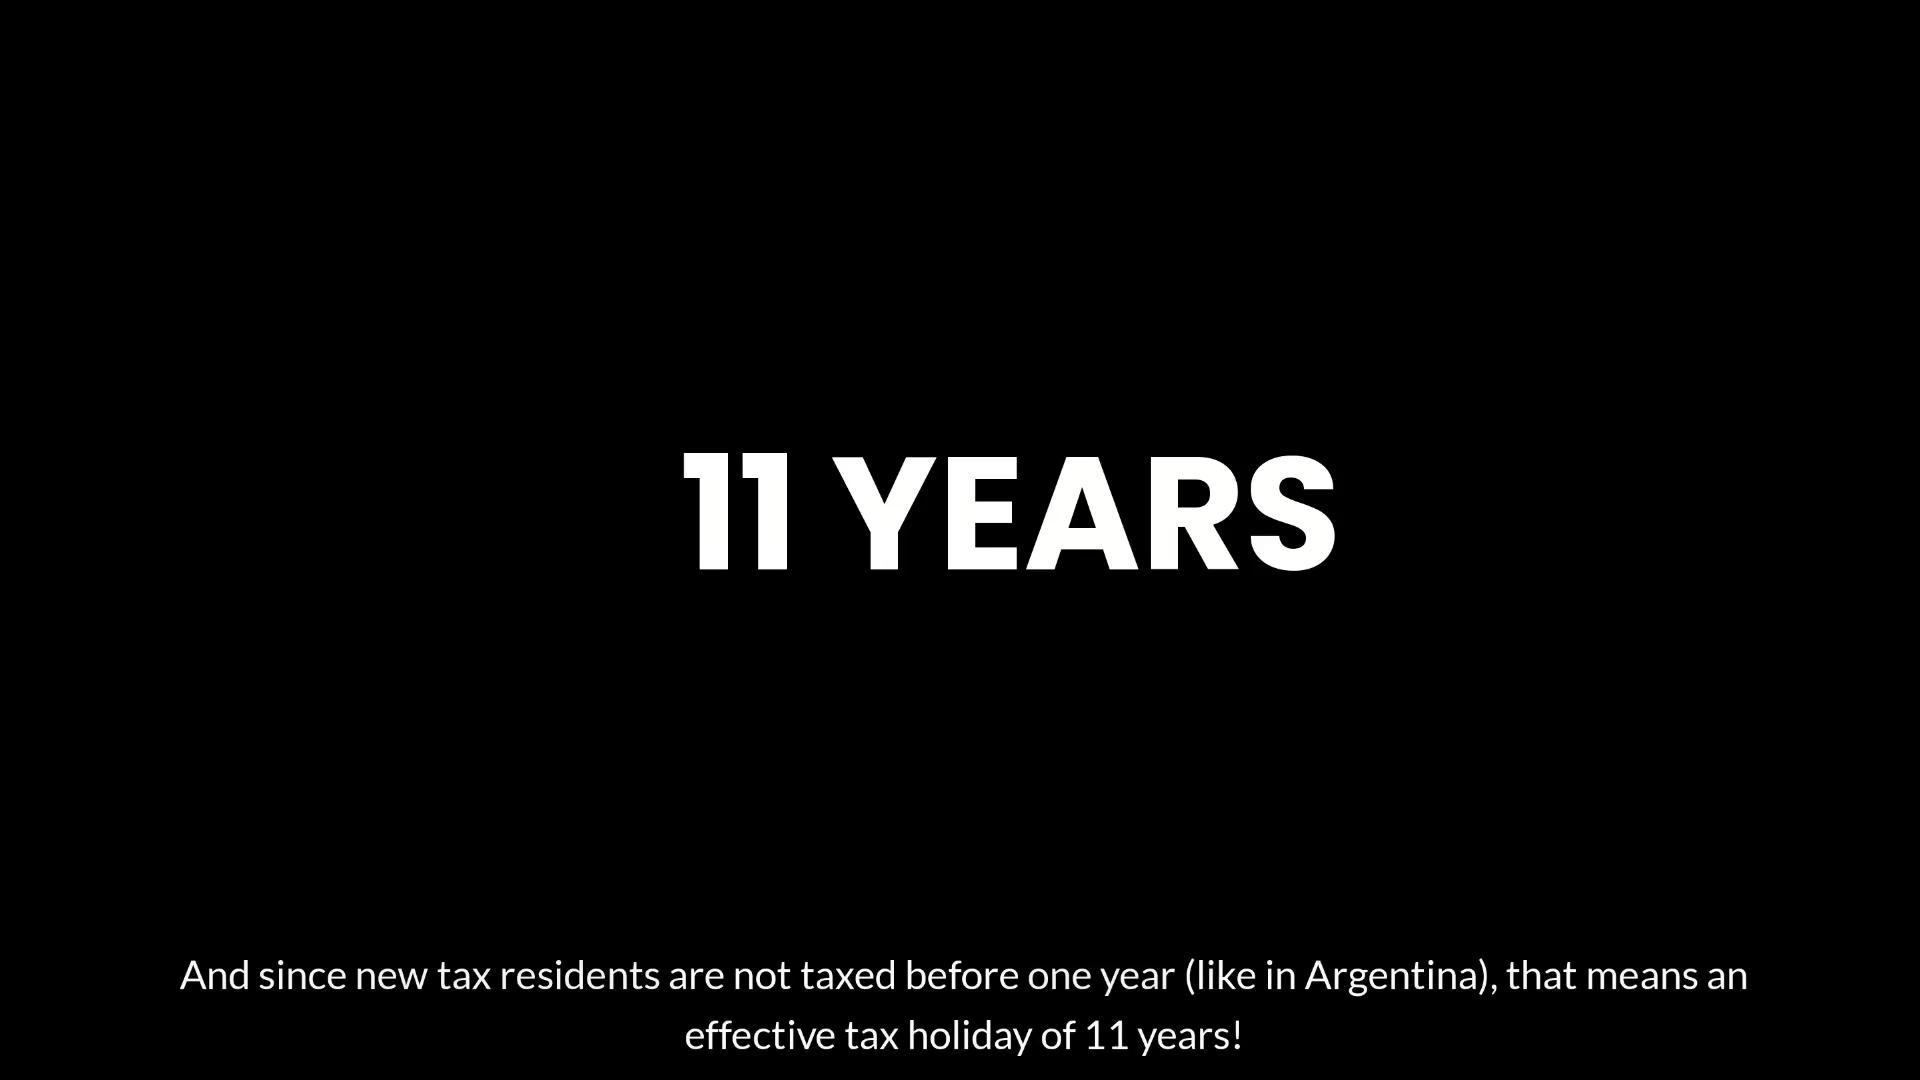 11 YEARS
And since new tax residents are not taxed before one year (like in Argentina), that means an
effective tax holiday of 11 years!